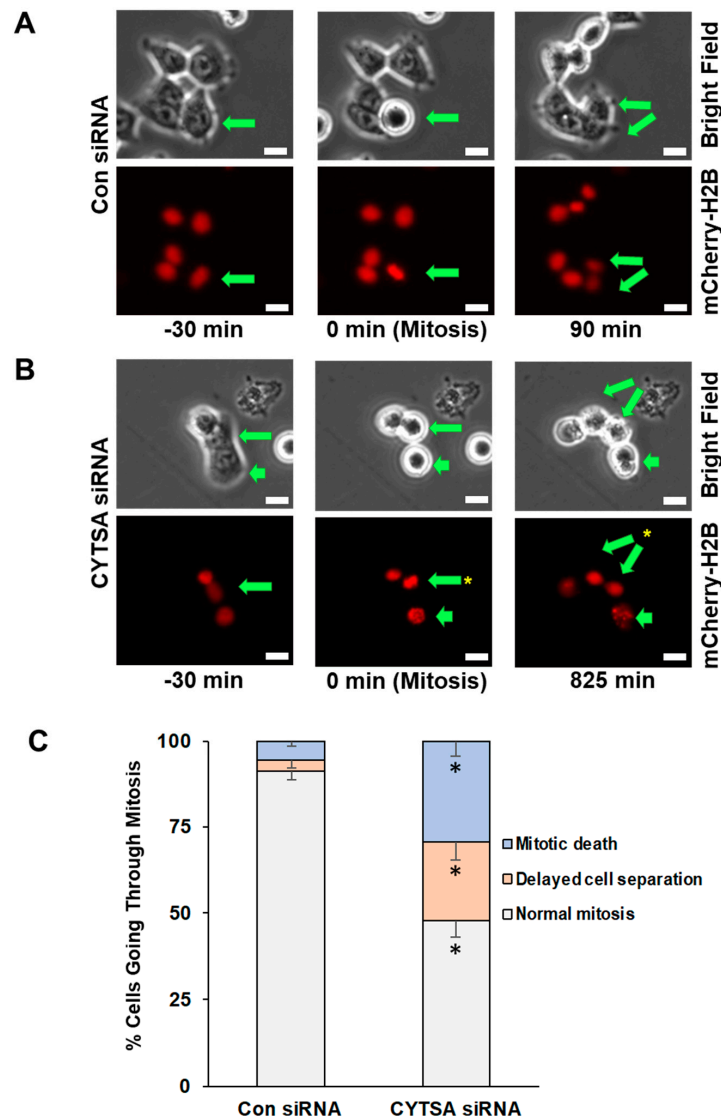 A
Con siRNA
Bright Field
mCherry-H2B
-30 min
0 min (Mitosis)
90 min
B
CYTSA siRNA
Bright Field
*
*
mCherry-H2B
-30 min
0 min (Mitosis)
825 min
C
% Cells Going Through Mitosis
100
75
50
25
0
*
*
*
Mitotic death
Delayed cell separation
Normal mitosis
Con siRNA
CYTSA siRNA